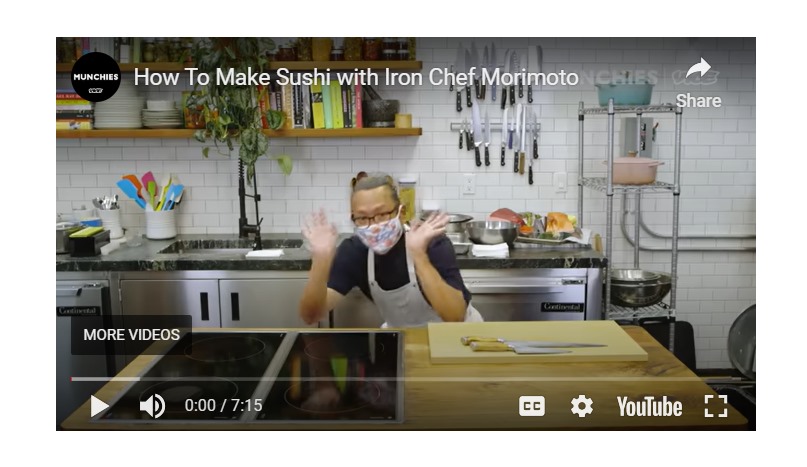 MUNCHIES
How To Make Sushi with Iron Chef Morimoto
Share
Continental
Continental
MORE VIDEOS
0:00 / 7:15
CC
YouTube